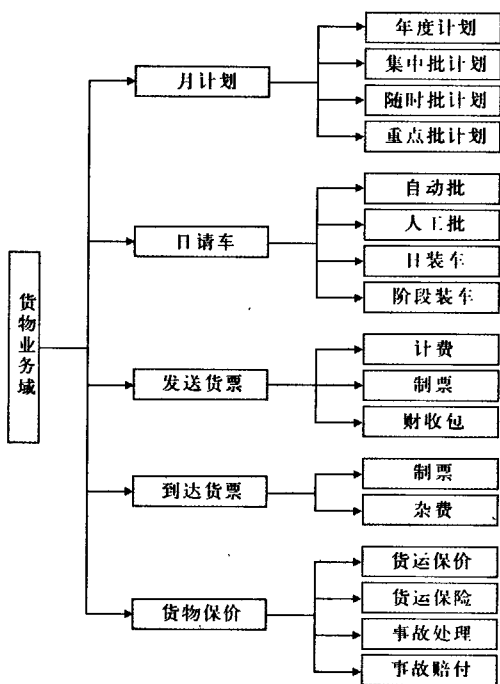 货物业务域
月计划
年度计划
集中批计划
随时批计划
重点批计划
日请车
自动批
人工批
日装车
阶段装车
发送货票
计费
制票
财收包
到达货票
制票
杂费
货物保价
货运保价
货运保险
事故处理
事故赔付